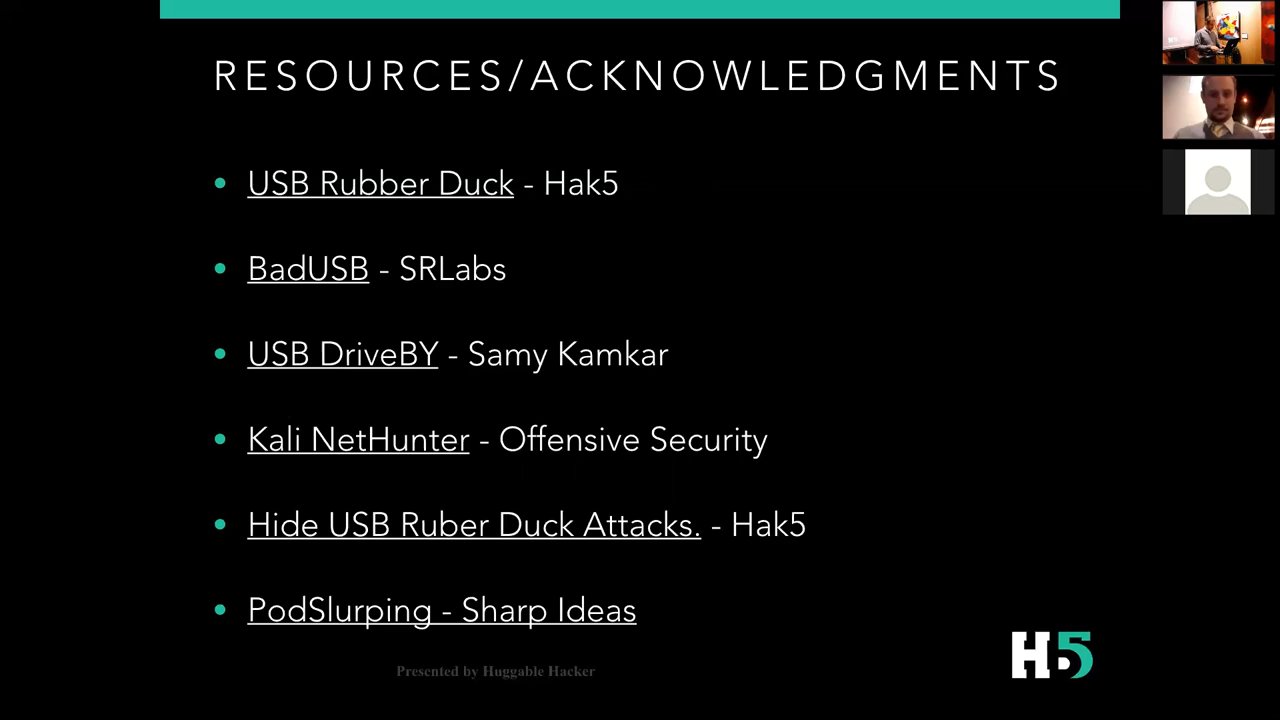 RESOURCES/ACKNOWLEDGMENTS
• USB Rubber Duck - Hak5
• BadUSB - SRLabs
• USB DriveBY - Samy Kamkar
• Kali NetHunter - Offensive Security
• Hide USB Ruber Duck Attacks. - Hak5
• PodSlurping - Sharp Ideas
Presented by Huggable Hacker
H5